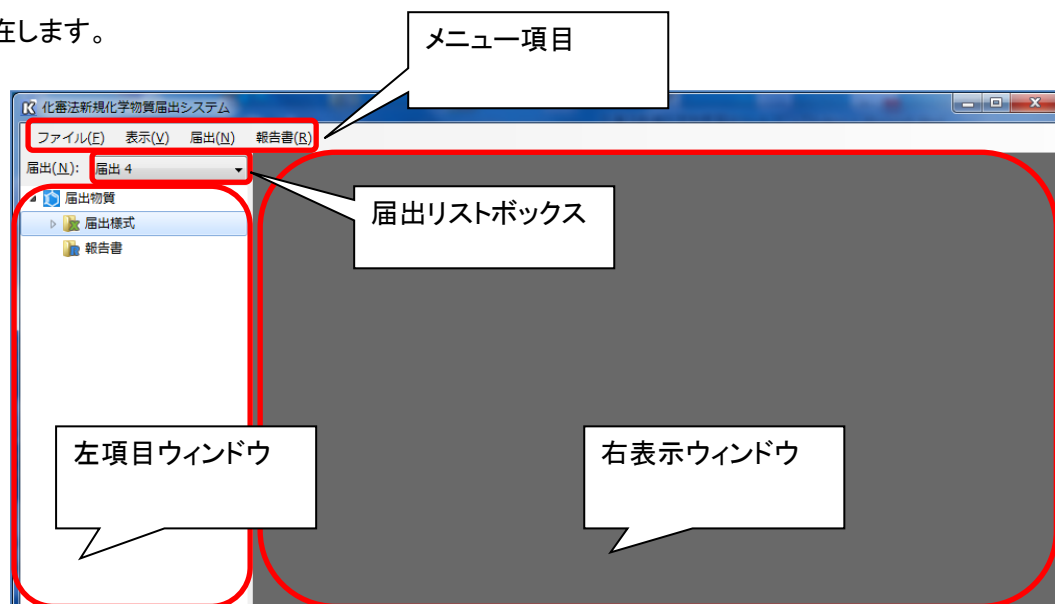 在します。
メニュー項目
化審法新規化学物質届出システム
ファイル(F) 表示(V) 届出(N) 報告書(R)
届出(N): 届出 4
届出リストボックス
届出物質
届出様式
報告書
左項目ウィンドウ
右表示ウィンドウ